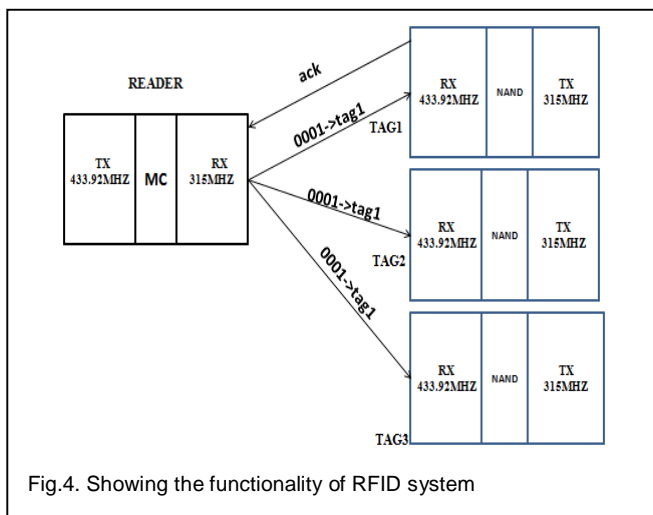 READER
TX
433.92MHZ
MC
RX
315MHZ
ack
0001->tag1
0001->tag1
0001->tag1
RX
433.92MHZ
NAND
TX
315MHZ
TAG1
RX
433.92MHZ
NAND
TX
315MHZ
TAG2
RX
433.92MHZ
NAND
TX
315MHZ
TAG3
Fig.4. Showing the functionality of RFID system